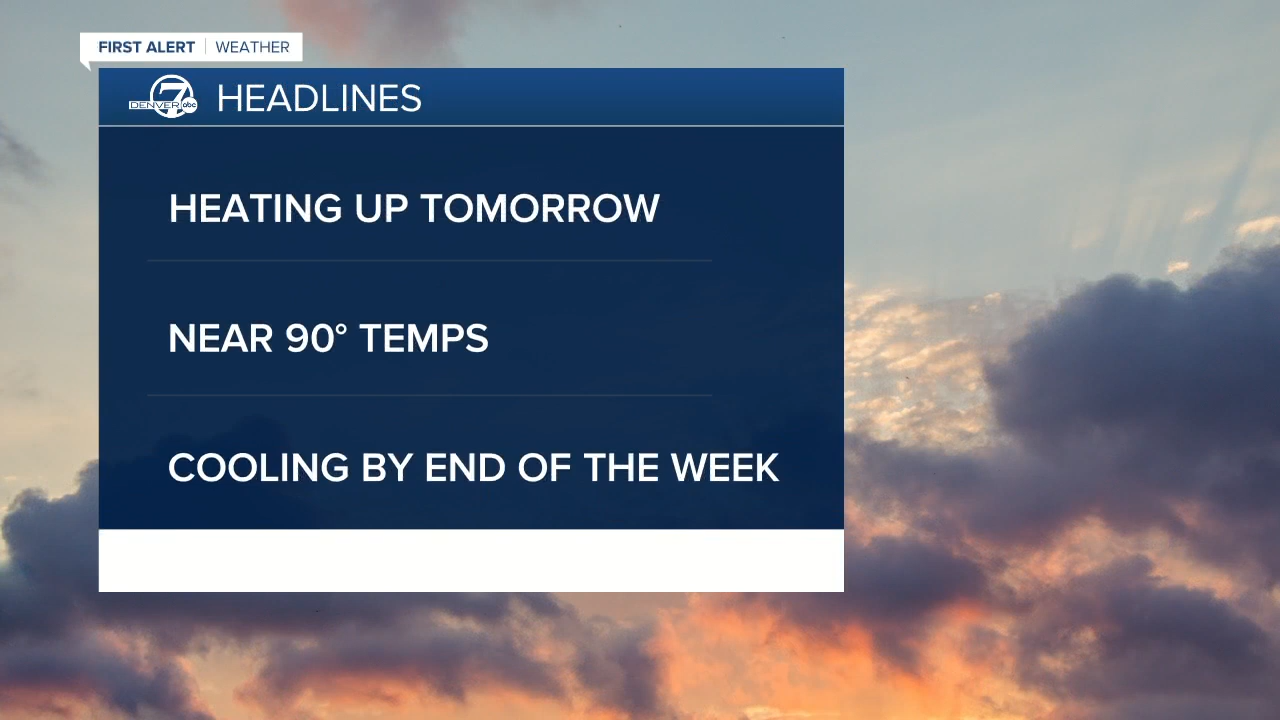 FIRST ALERT | WEATHER
DENVER 7 abc HEADLINES
HEATING UP TOMORROW
NEAR 90° TEMPS
COOLING BY END OF THE WEEK